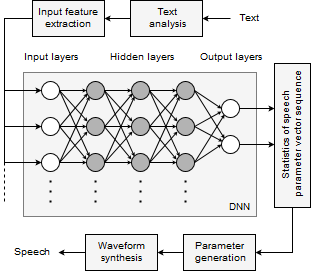 Input feature
extraction
Text
analysis
Text
Input layers
Hidden layers
Output layers
Statistics of speech
parameter vector sequence
DNN
Speech
Waveform
synthesis
Parameter
generation